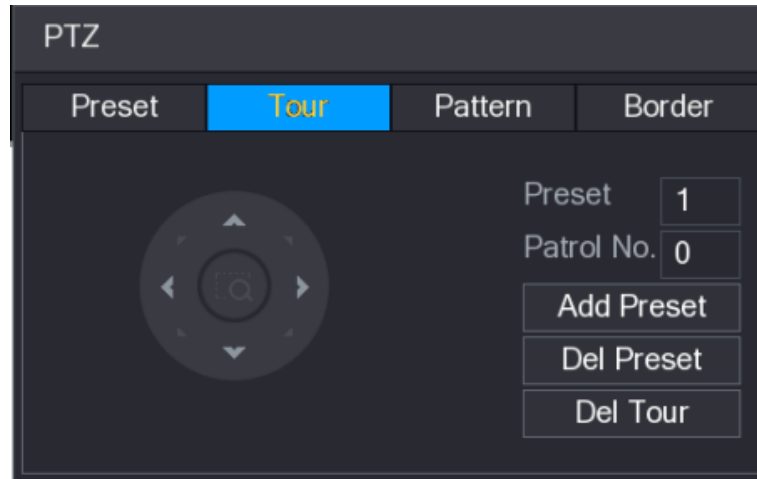 PTZ
Preset Tour Pattern Border
Preset 1
Patrol No. 0
Add Preset
Del Preset
Del Tour